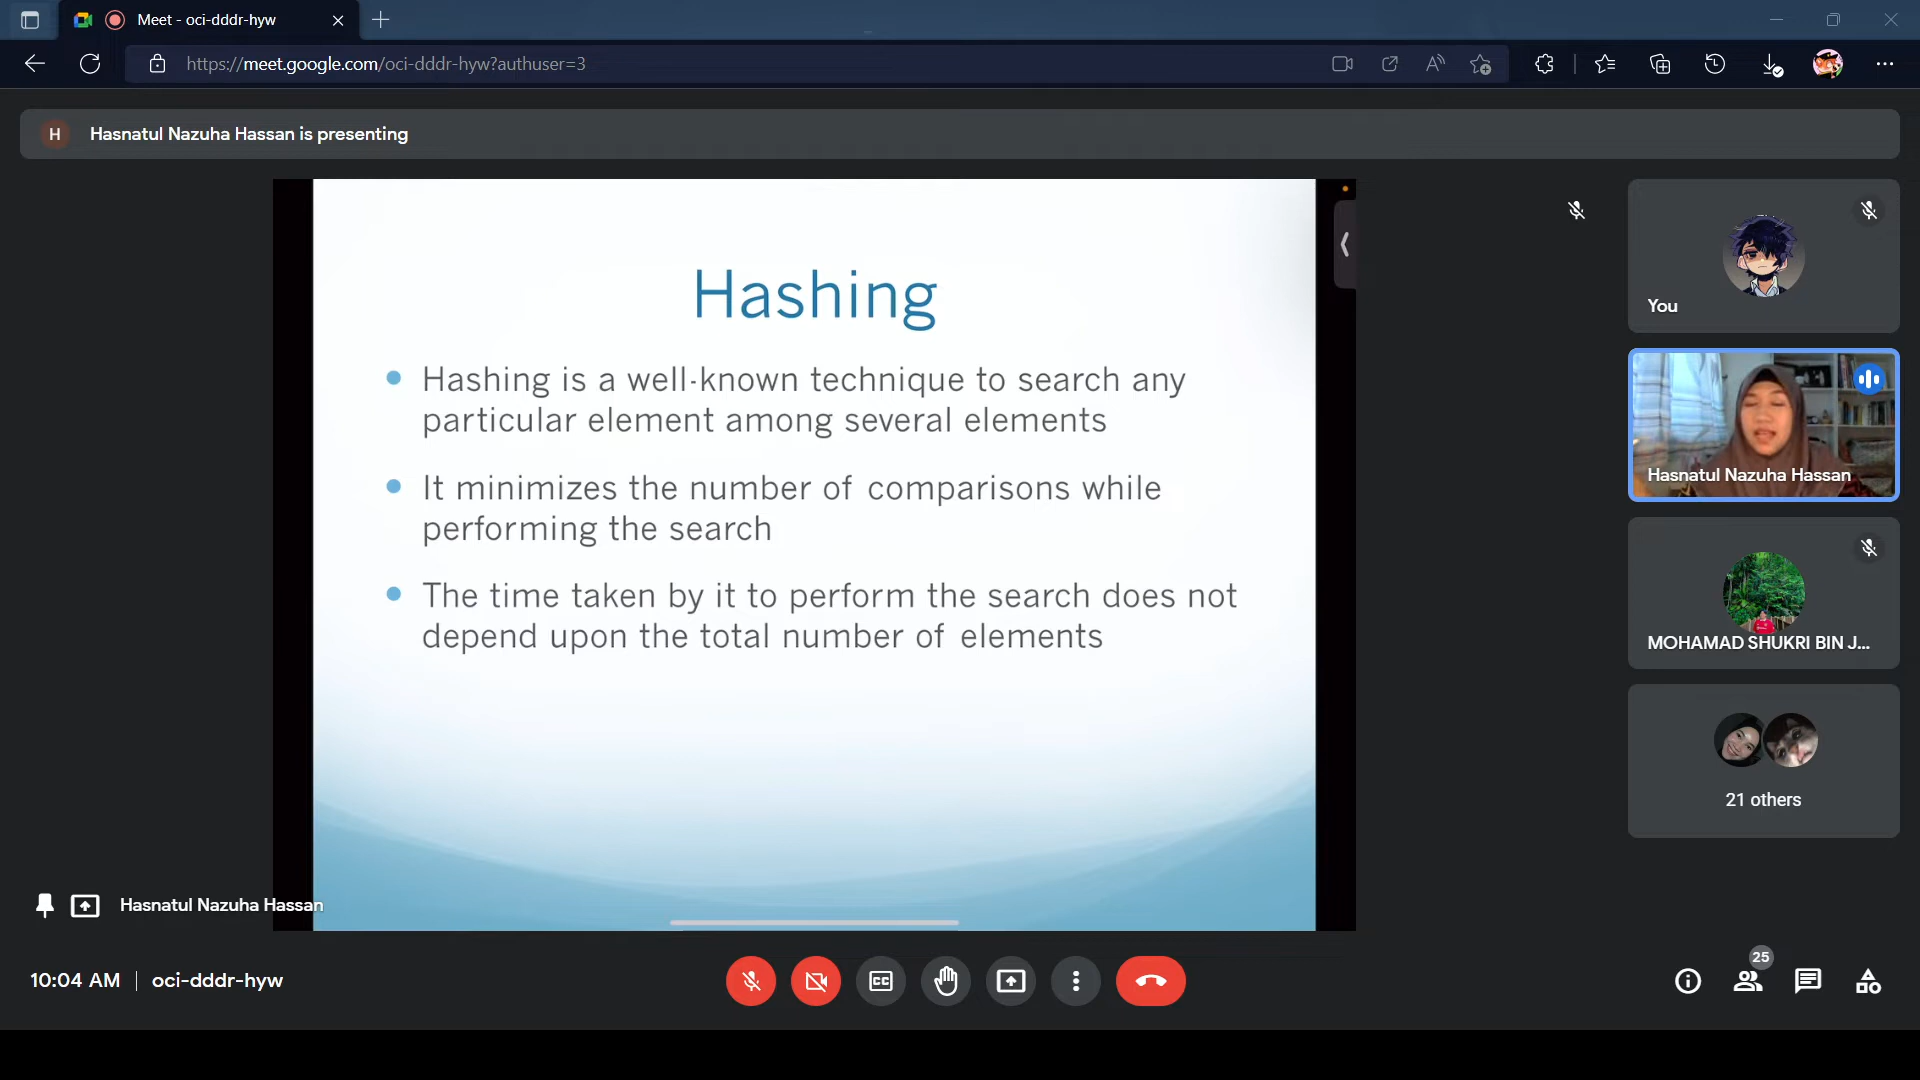 Meet - oci-dddr-hyw
https://meet.google.com/oci-dddr-hyw?authuser=3
H
Hasnatul Nazuha Hassan is presenting
Hashing
Hashing is a well-known technique to search any
particular element among several elements
It minimizes the number of comparisons while
performing the search
The time taken by it to perform the search does not
depend upon the total number of elements
You
Hasnatul Nazuha Hassan
MOHAMAD SHUKRI BIN J...
21 others
Hasnatul Nazuha Hassan
10:04 AM | oci-dddr-hyw
CC
25